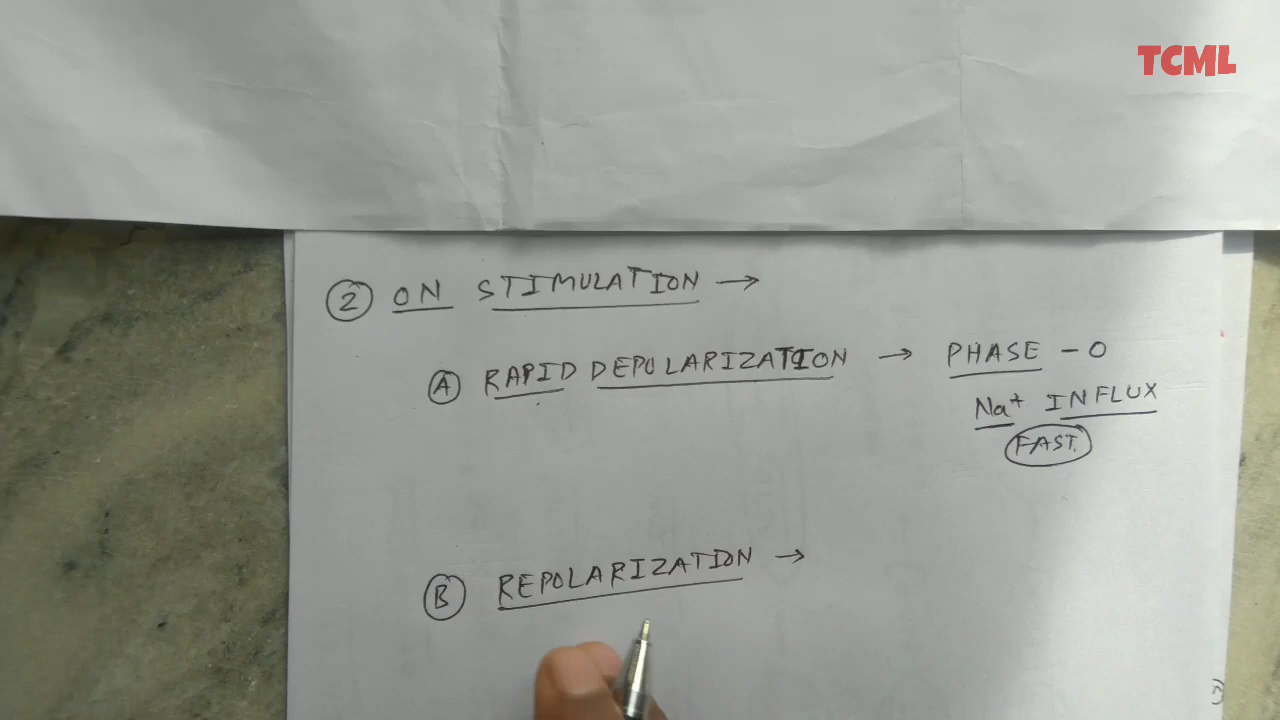 TCML
② ON STIMULATION →
Ⓐ RAPID DEPOLARIZATION → PHASE - 0
Na⁺ INFLUX
FAST.
Ⓑ REPOLARIZATION →